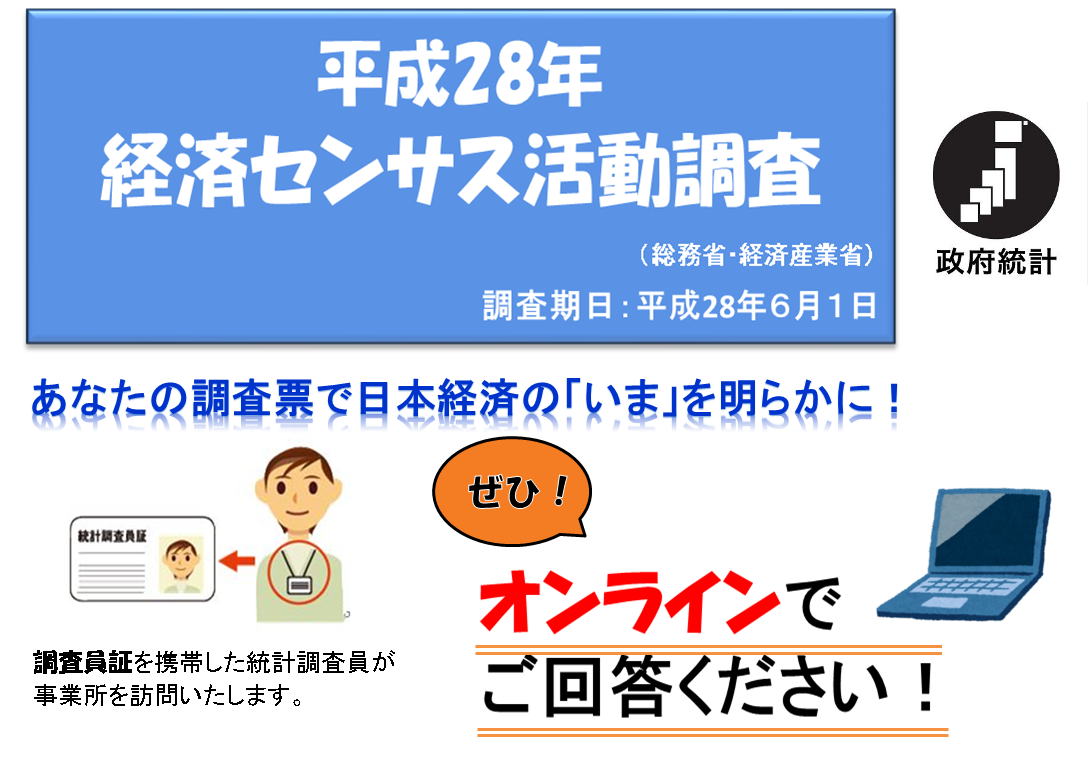 平成28年
経済センサス活動調査
（総務省・経済産業省）
調査期日：平成28年６月１日
政府統計
あなたの調査票で日本経済の「いま」を明らかに！
統計調査員証
調査員証を携帯した統計調査員が
事業所を訪問いたします。
ぜひ！
オンラインで
ご回答ください！